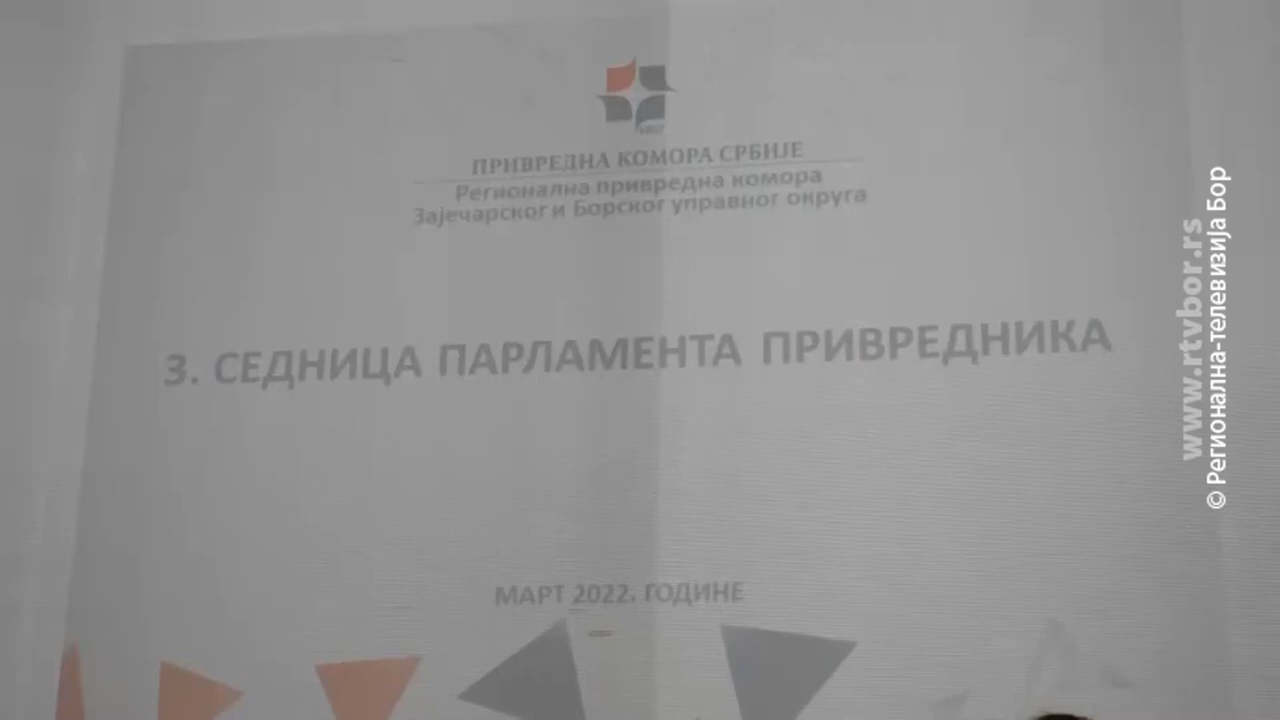 ПРИВРЕДНА КОМОРА СРБИЈЕ
Регионална привредна комора
Зајечарског и Борског управног округа
3. СЕДНИЦА ПАРЛАМЕНТА ПРИВРЕДНИКА
МАРТ 2022. ГОДИНЕ
www.rtvbor.rs
© Регионална-телевизија Бор